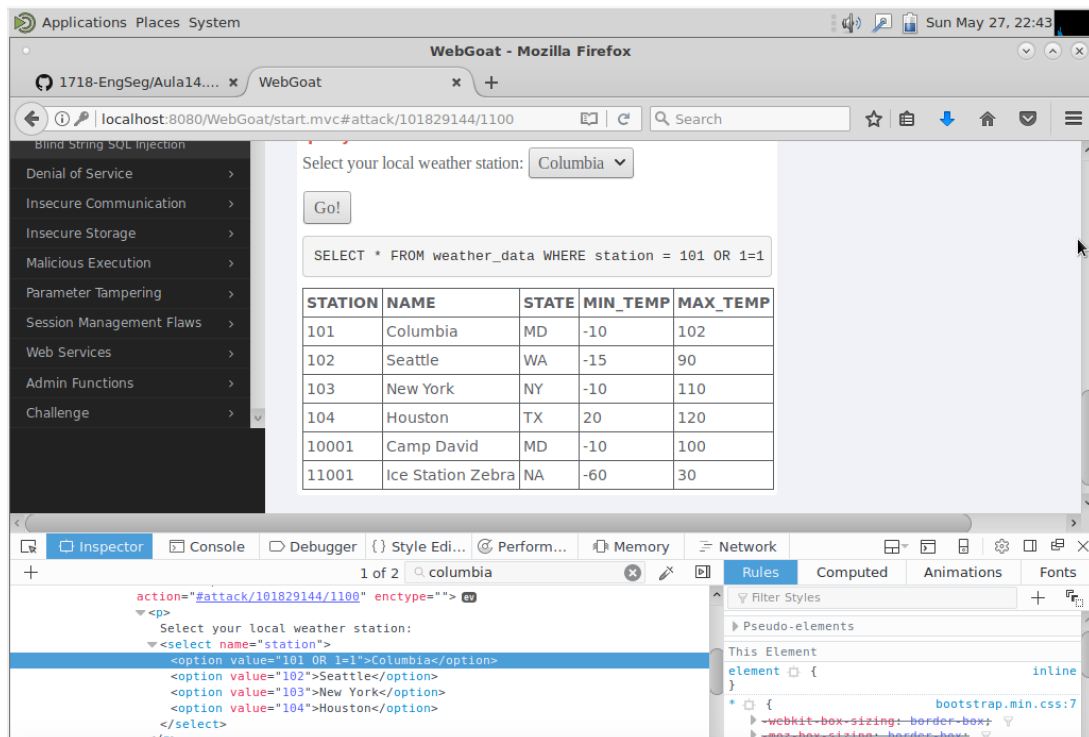 Applications Places System
Sun May 27, 22:43
WebGoat - Mozilla Firefox
1718-EngSeg/Aula14....
WebGoat
localhost:8080/WebGoat/start.mvc#attack/101829144/1100
Search
Blind String SQL Injection
Denial of Service
Insecure Communication
Insecure Storage
Malicious Execution
Parameter Tampering
Session Management Flaws
Web Services
Admin Functions
Challenge
Select your local weather station: Columbia
Go!
SELECT * FROM weather_data WHERE station = 101 OR 1=1
STATION NAME STATE MIN_TEMP MAX_TEMP
101 Columbia MD -10 102
102 Seattle WA -15 90
103 New York NY -10 110
104 Houston TX 20 120
10001 Camp David MD -10 100
11001 Ice Station Zebra NA -60 30
Inspector Console Debugger {} Style Edi... Perform... Memory Network
+ 1 of 2 columbia
Rules Computed Animations Fonts
action="#attack/101829144/1100" enctype=""> ev
<p>
Select your local weather station:
<select name="station">
<option value="101 OR 1=1">Columbia</option>
<option value="102">Seattle</option>
<option value="103">New York</option>
<option value="104">Houston</option>
</select>
Filter Styles
Pseudo-elements
This Element
element { inline
}
* { bootstrap.min.css:7
-webkit-box-sizing: border-box;
-moz-box-sizing: border-box;